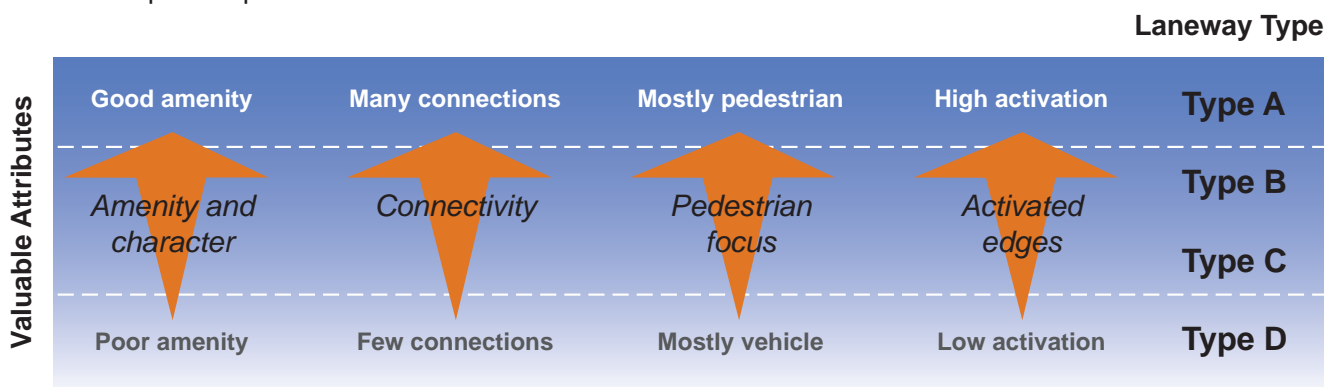 Laneway Type
Valuable Attributes
Good amenity Many connections Mostly pedestrian High activation Type A
Type B
Amenity and Connectivity Pedestrian Activated
character focus edges
Type C
Poor amenity Few connections Mostly vehicle Low activation Type D